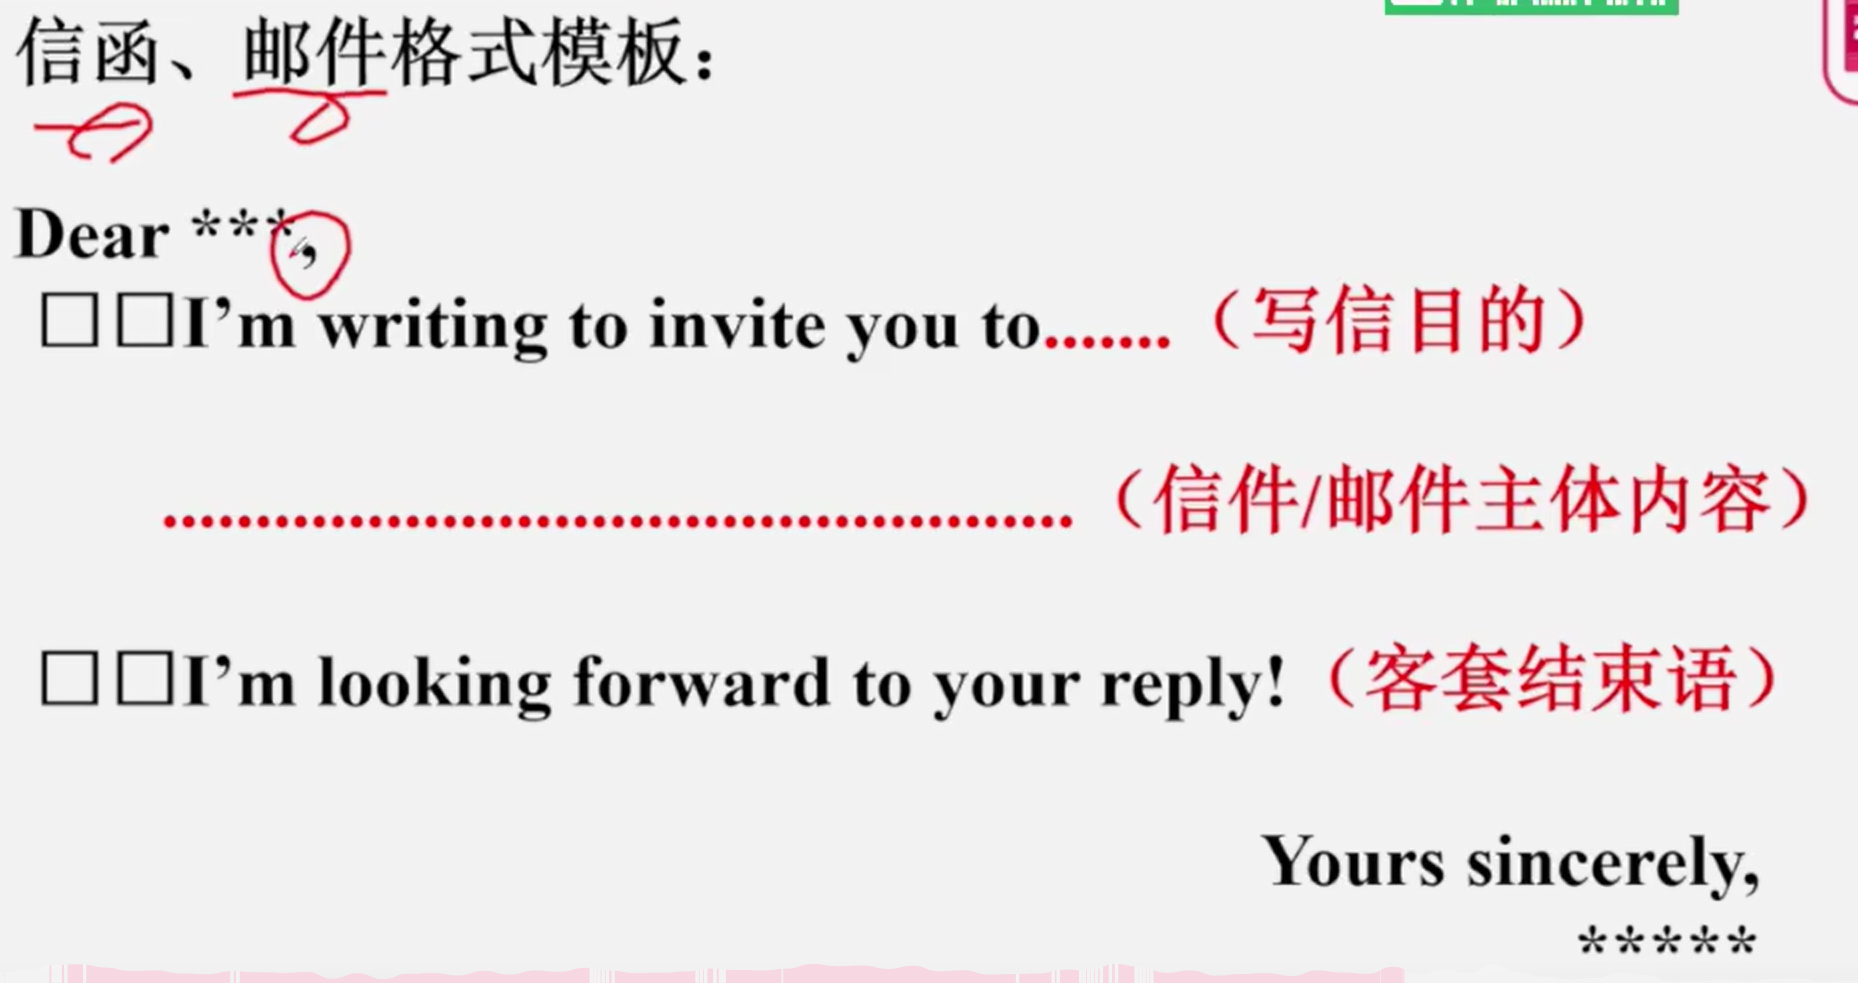 信函、邮件格式模板：
Dear ***,
□□I’m writing to invite you to.......（写信目的）
.................................................（信件/邮件主体内容）
□□I’m looking forward to your reply!（客套结束语）
Yours sincerely,
*****